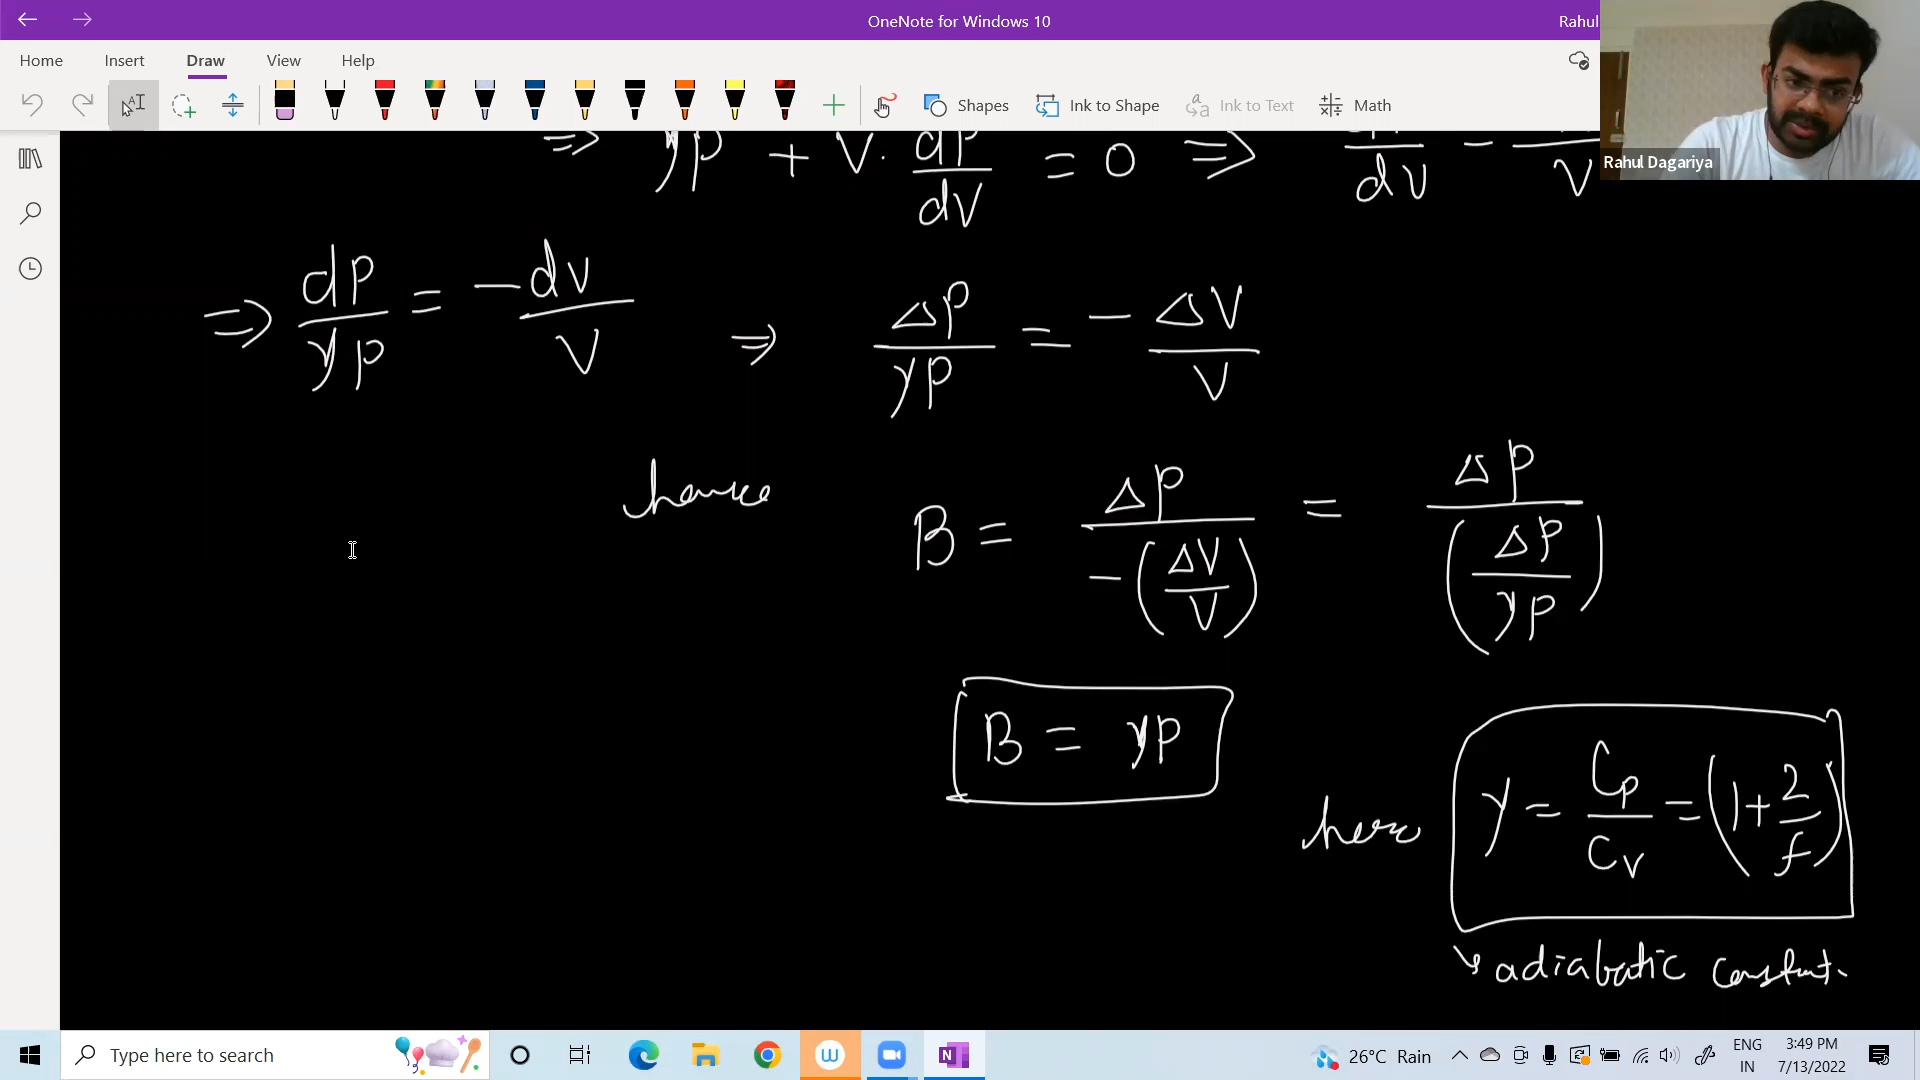 OneNote for Windows 10
Rahul
Home Insert Draw View Help
Shapes Ink to Shape Ink to Text Math
Rahul Dagariya
⇒ γP + V · dP/dV = 0 ⇒
⇒ dP/γP = - dV/V ⇒ ΔP/γP = - ΔV/V
hence B = ΔP/-(ΔV/V) = ΔP/(ΔP/γP)
B = γP
here γ = Cp/Cv = (1 + 2/f)
↳ adiabatic constant.
Type here to search
26°C Rain
ENG IN
3:49 PM
7/13/2022